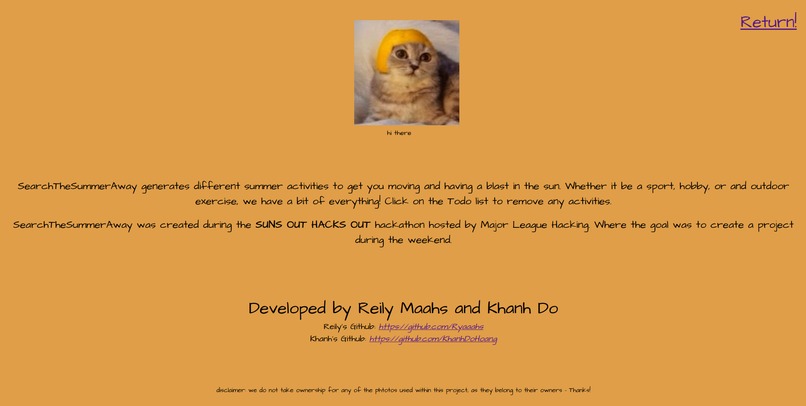 Return!
hi there
SearchTheSummerAway generates different summer activities to get you moving and having a blast in the sun. Whether it be a sport, hobby, or and outdoor
exercise, we have a bit of everything! Click on the Todo list to remove any activities.
SearchTheSummerAway was created during the SUNS OUT HACKS OUT hackathon hosted by Major League Hacking. Where the goal was to create a project
during the weekend.
Developed by Reily Maahs and Khanh Do
Reily's Github: https://github.com/Ryaaahs
Khanh's Github: https://github.com/KhanhDoHoang
disclaimer: we do not take ownership for any of the phtotos used within this project, as they belong to their owners - Thanks!